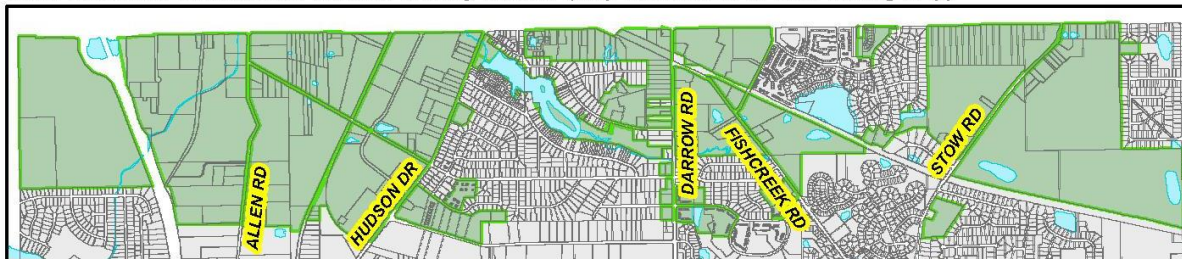 ALLEN RD
HUDSON DR
DARROW RD
FISHCREEK RD
STOW RD